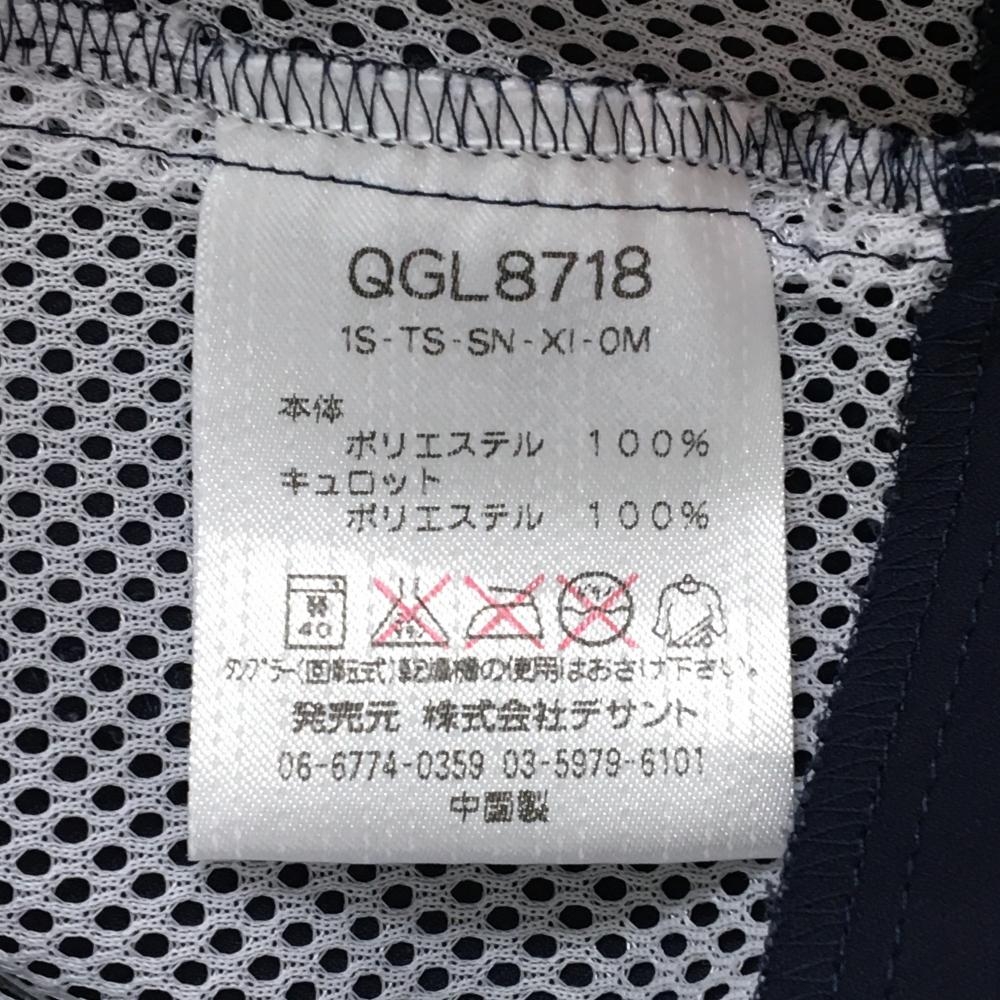 QGL8718
1S-TS-SN-XI-0M
本体
ポリエステル 100%
キュロット
ポリエステル 100%
弱
40
タンブラー(回転式)乾燥機の使用はおさけ下さい。
発売元 株式会社デサント
06-6774-0359 03-5979-6101
中国製